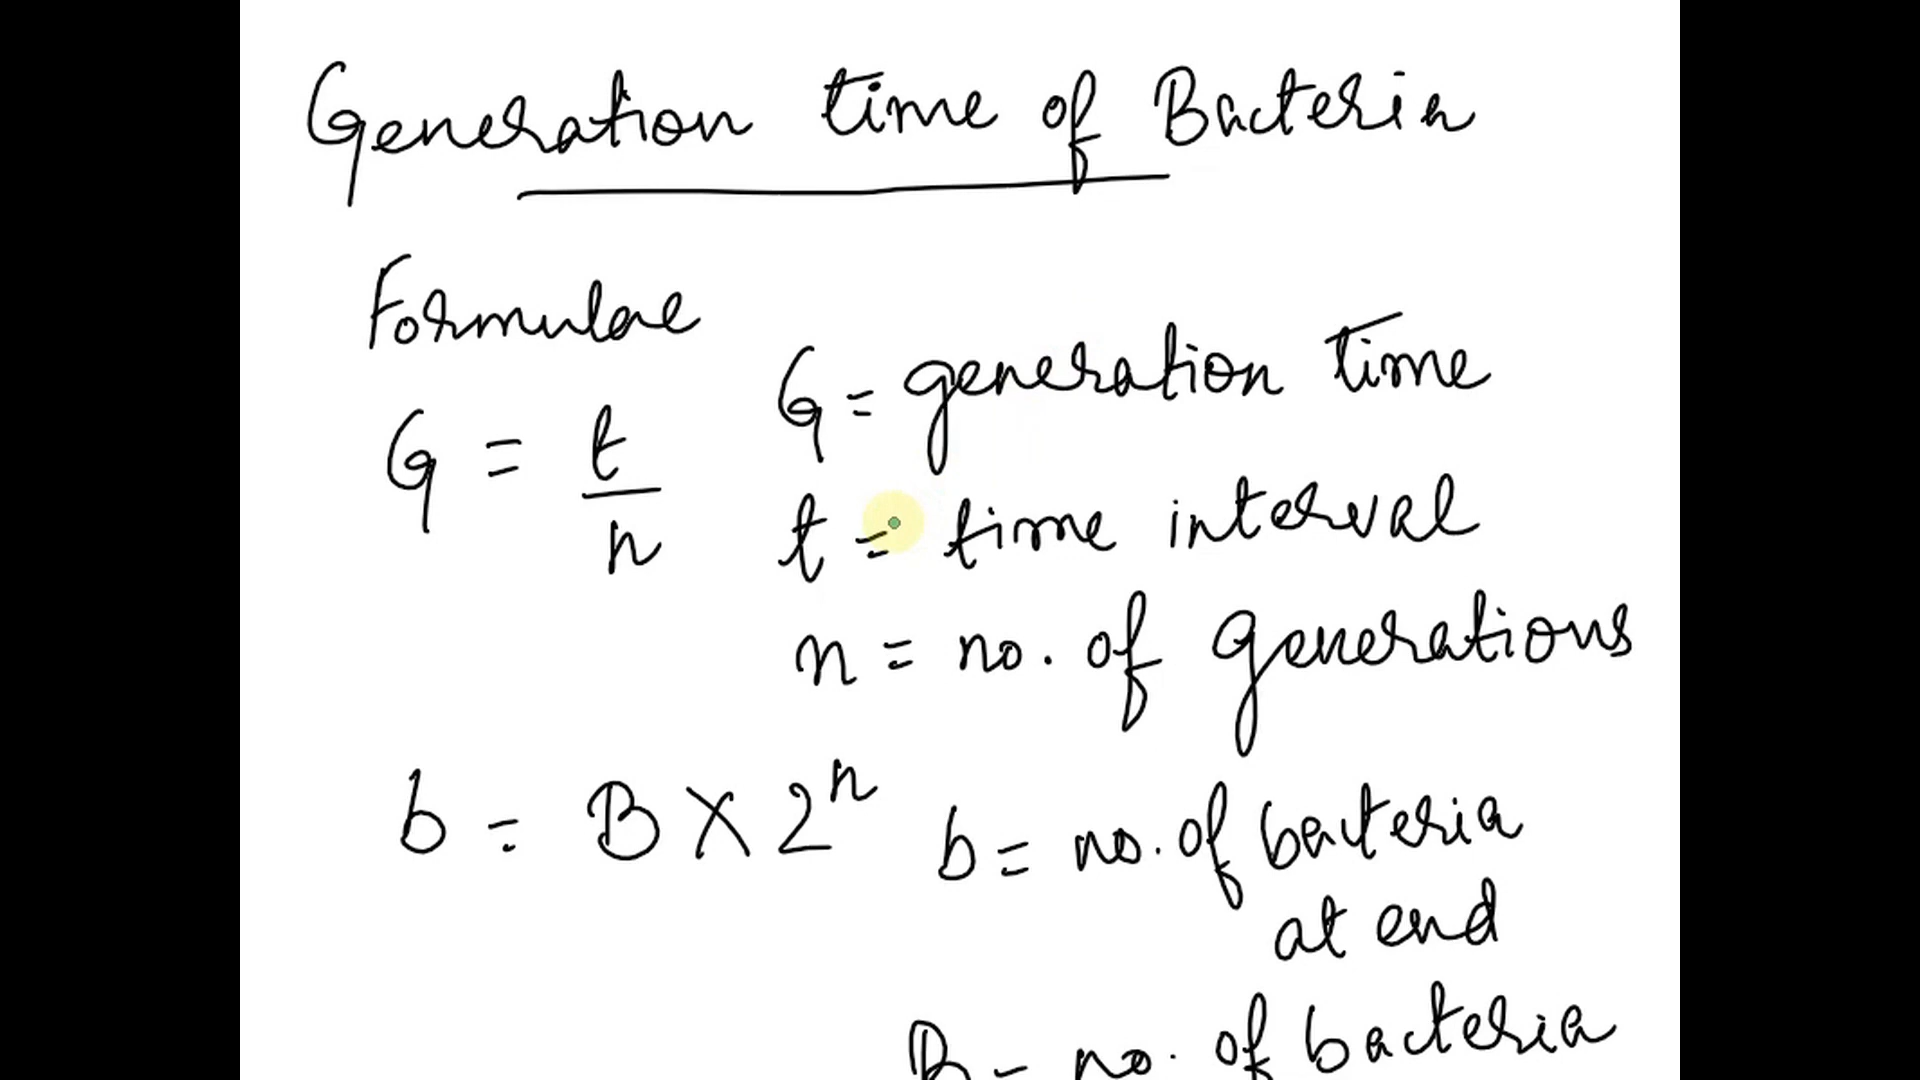 Generation time of Bacteria
Formulae
G = t/n
G = generation time
t = time interval
n = no. of generations
b = B X 2^n
b = no. of bacteria
at end
B = no. of bacteria